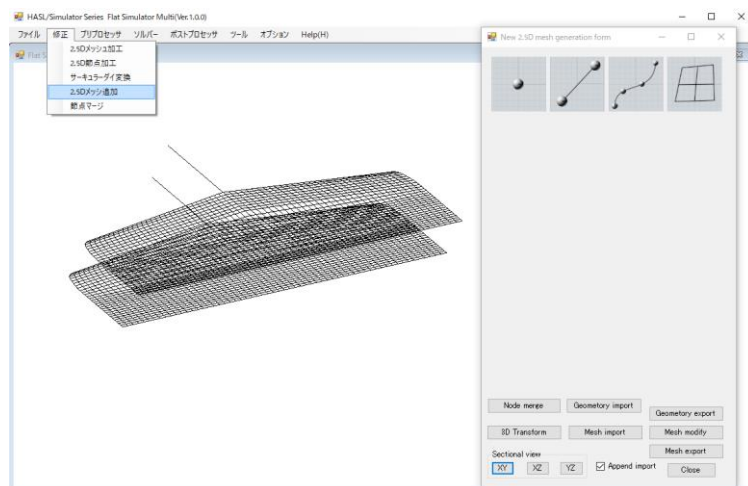 HASL/Simulator Series Flat Simulator Multi(Ver.1.0.0)
ファイル 修正 プリプロセッサ ソルバー ポストプロセッサ ツール オプション Help(H)
Flat S
2.5Dメッシュ加工
2.5D節点加工
サーキュラーダイ変換
2.5Dメッシ追加
節点マージ
New 2.5D mesh generation form
Node merge Geometory import Geometory export
3D Transform Mesh import Mesh modify
Sectional view Mesh export
XY XZ YZ Append import Close